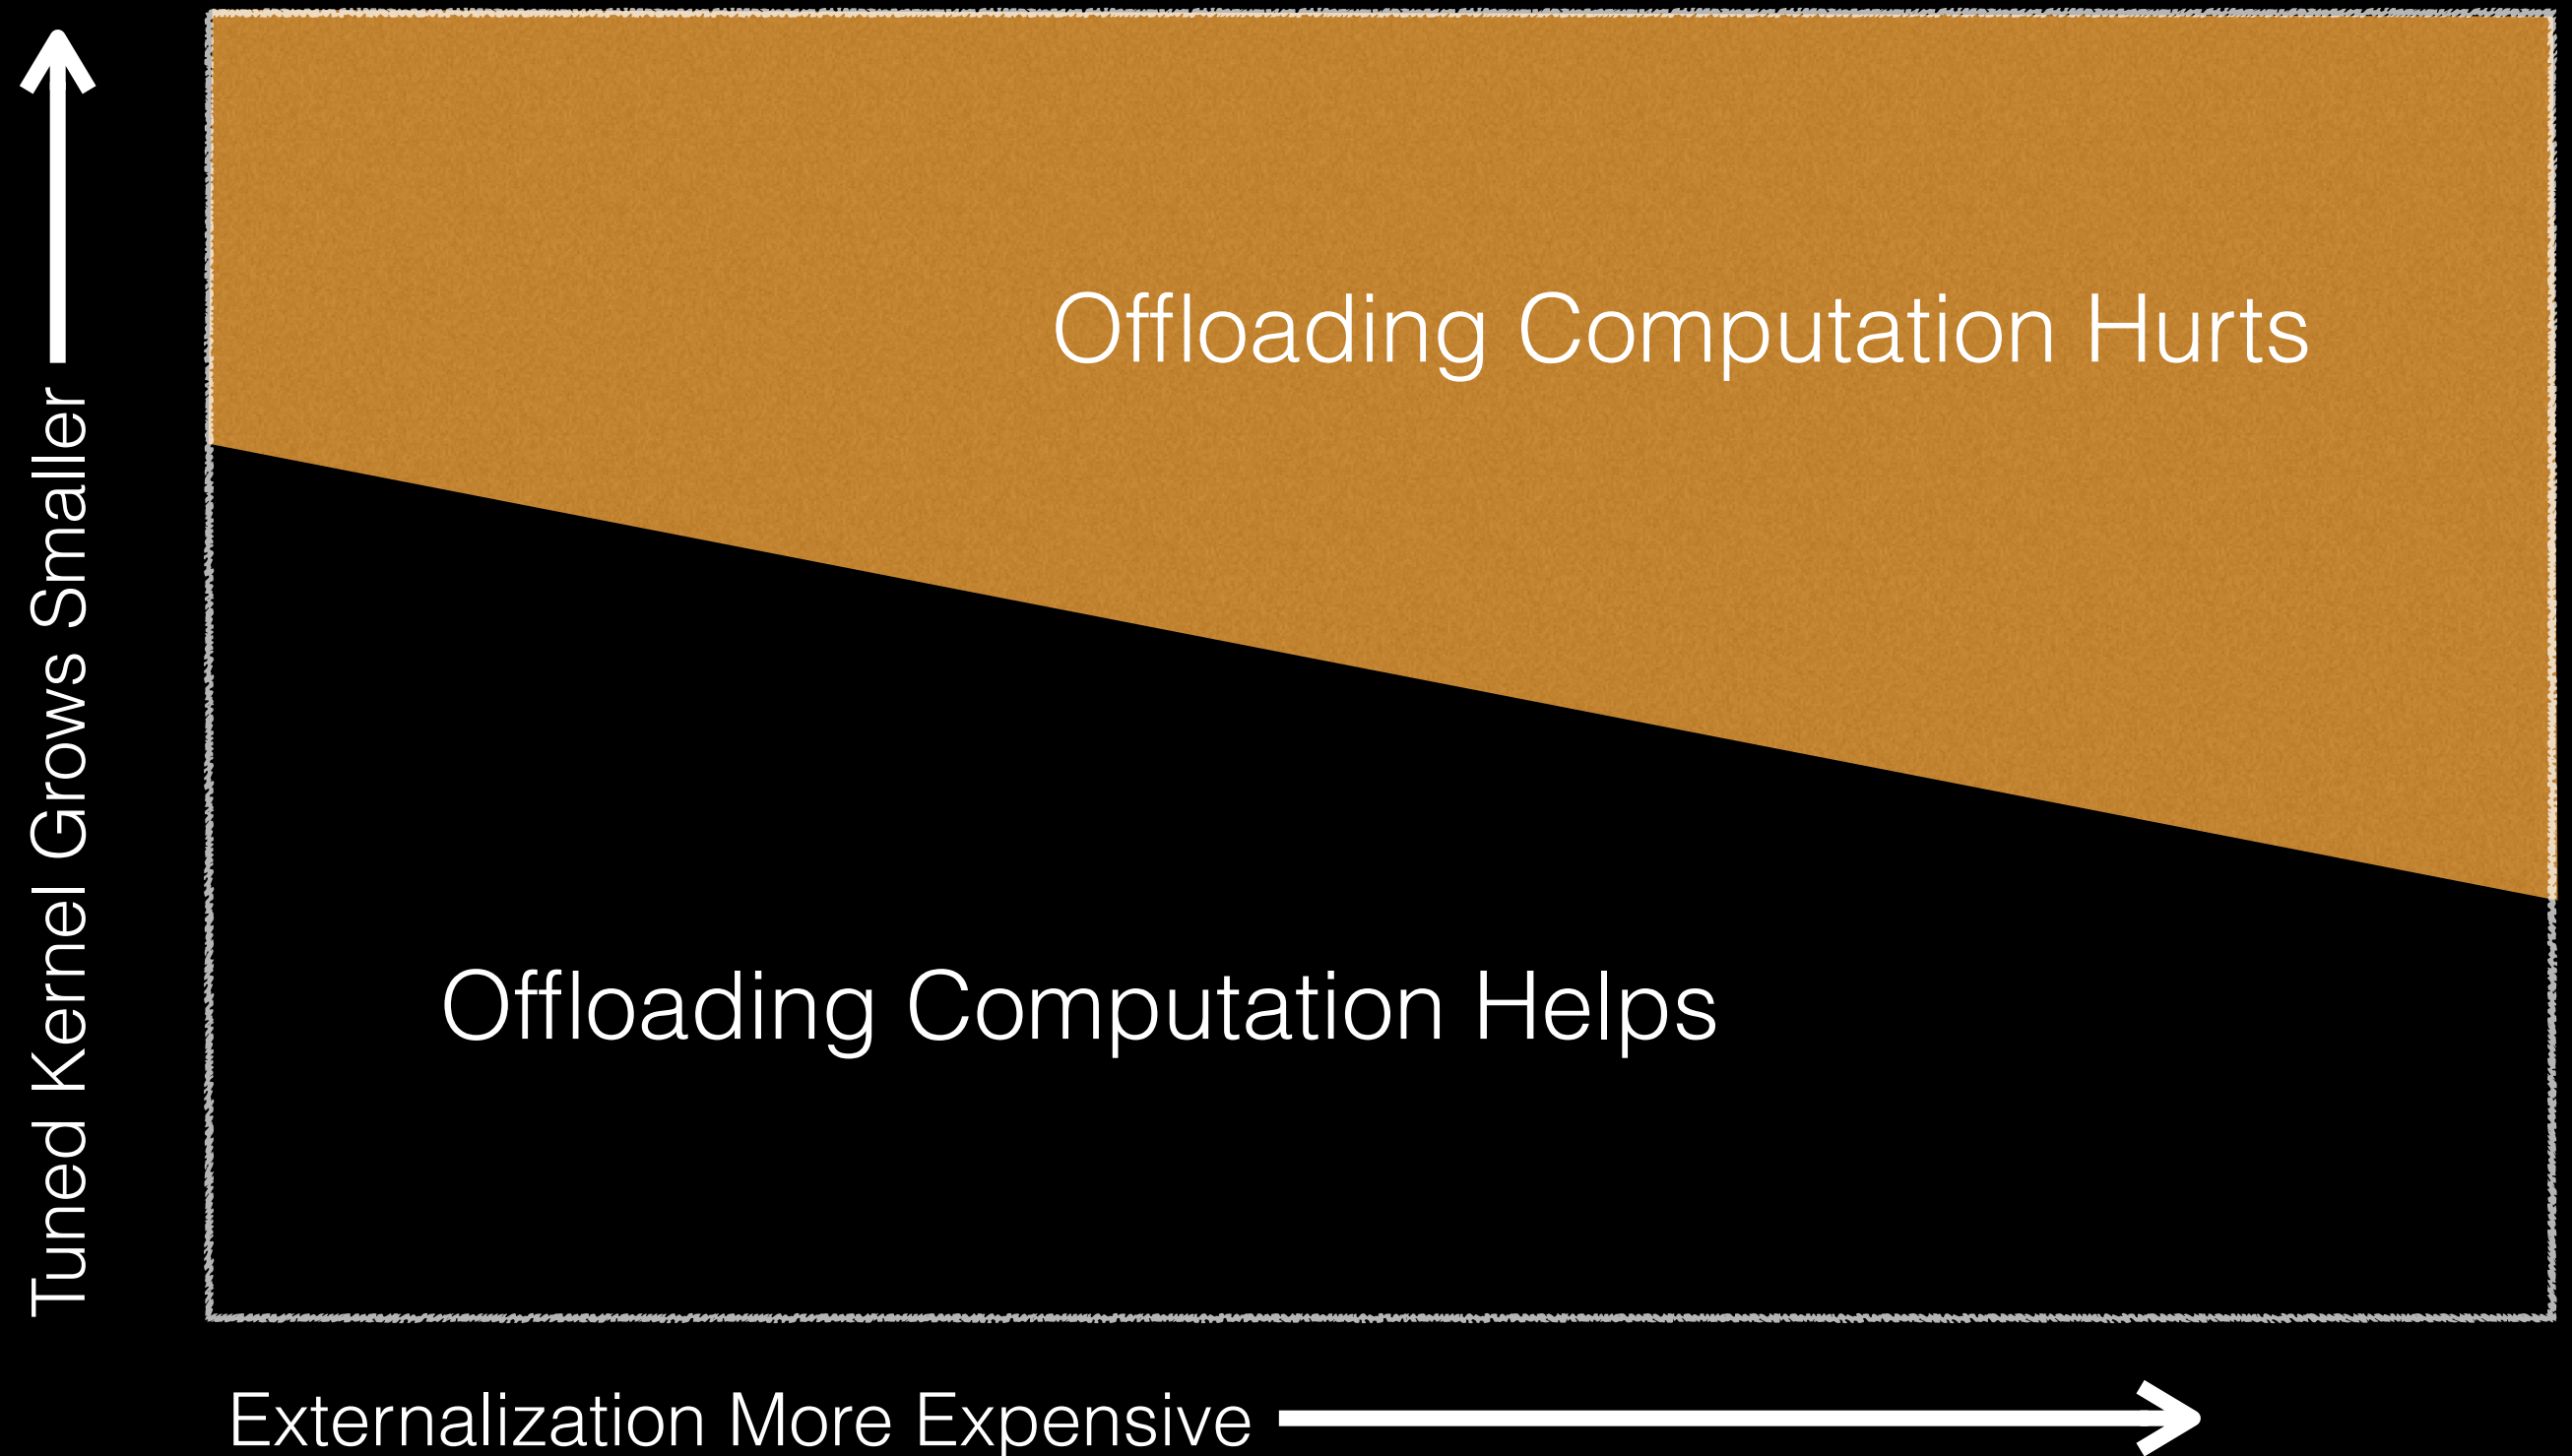 Tuned Kernel Grows Smaller
Offloading Computation Hurts
Offloading Computation Helps
Externalization More Expensive